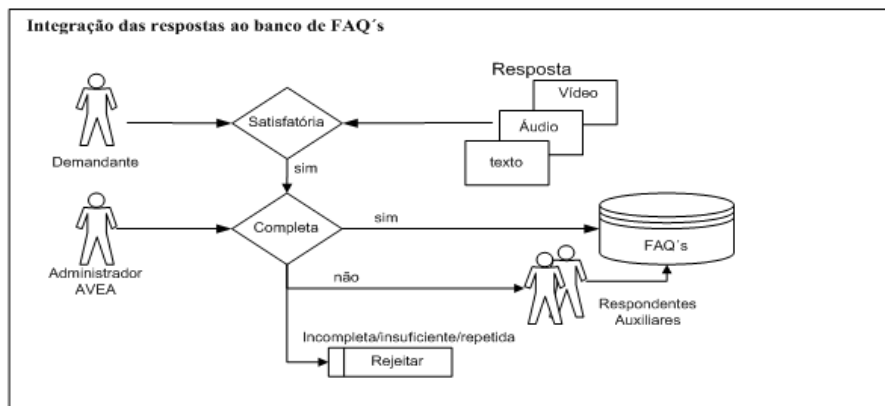 Integração das respostas ao banco de FAQ´s
Resposta
Vídeo
Áudio
texto
Satisfatória
Demandante
sim
Completa
sim
FAQ´s
Administrador
AVEA
não
Respondentes
Auxiliares
Incompleta/insuficiente/repetida
Rejeitar